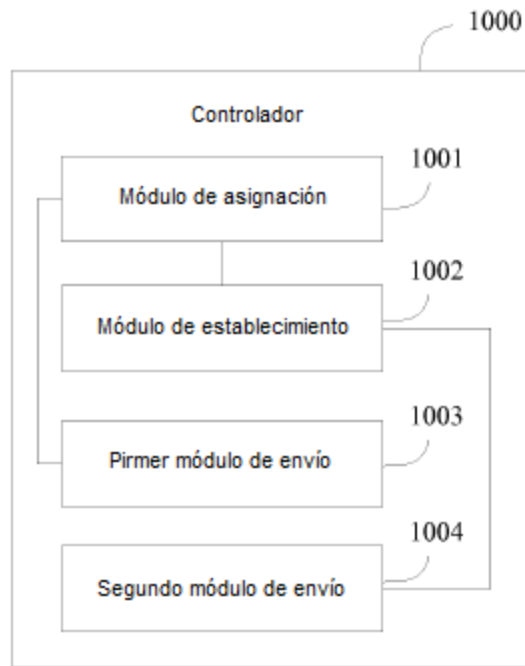 1000
Controlador
1001
Módulo de asignación
1002
Módulo de establecimiento
1003
Pirmer módulo de envío
1004
Segundo módulo de envío